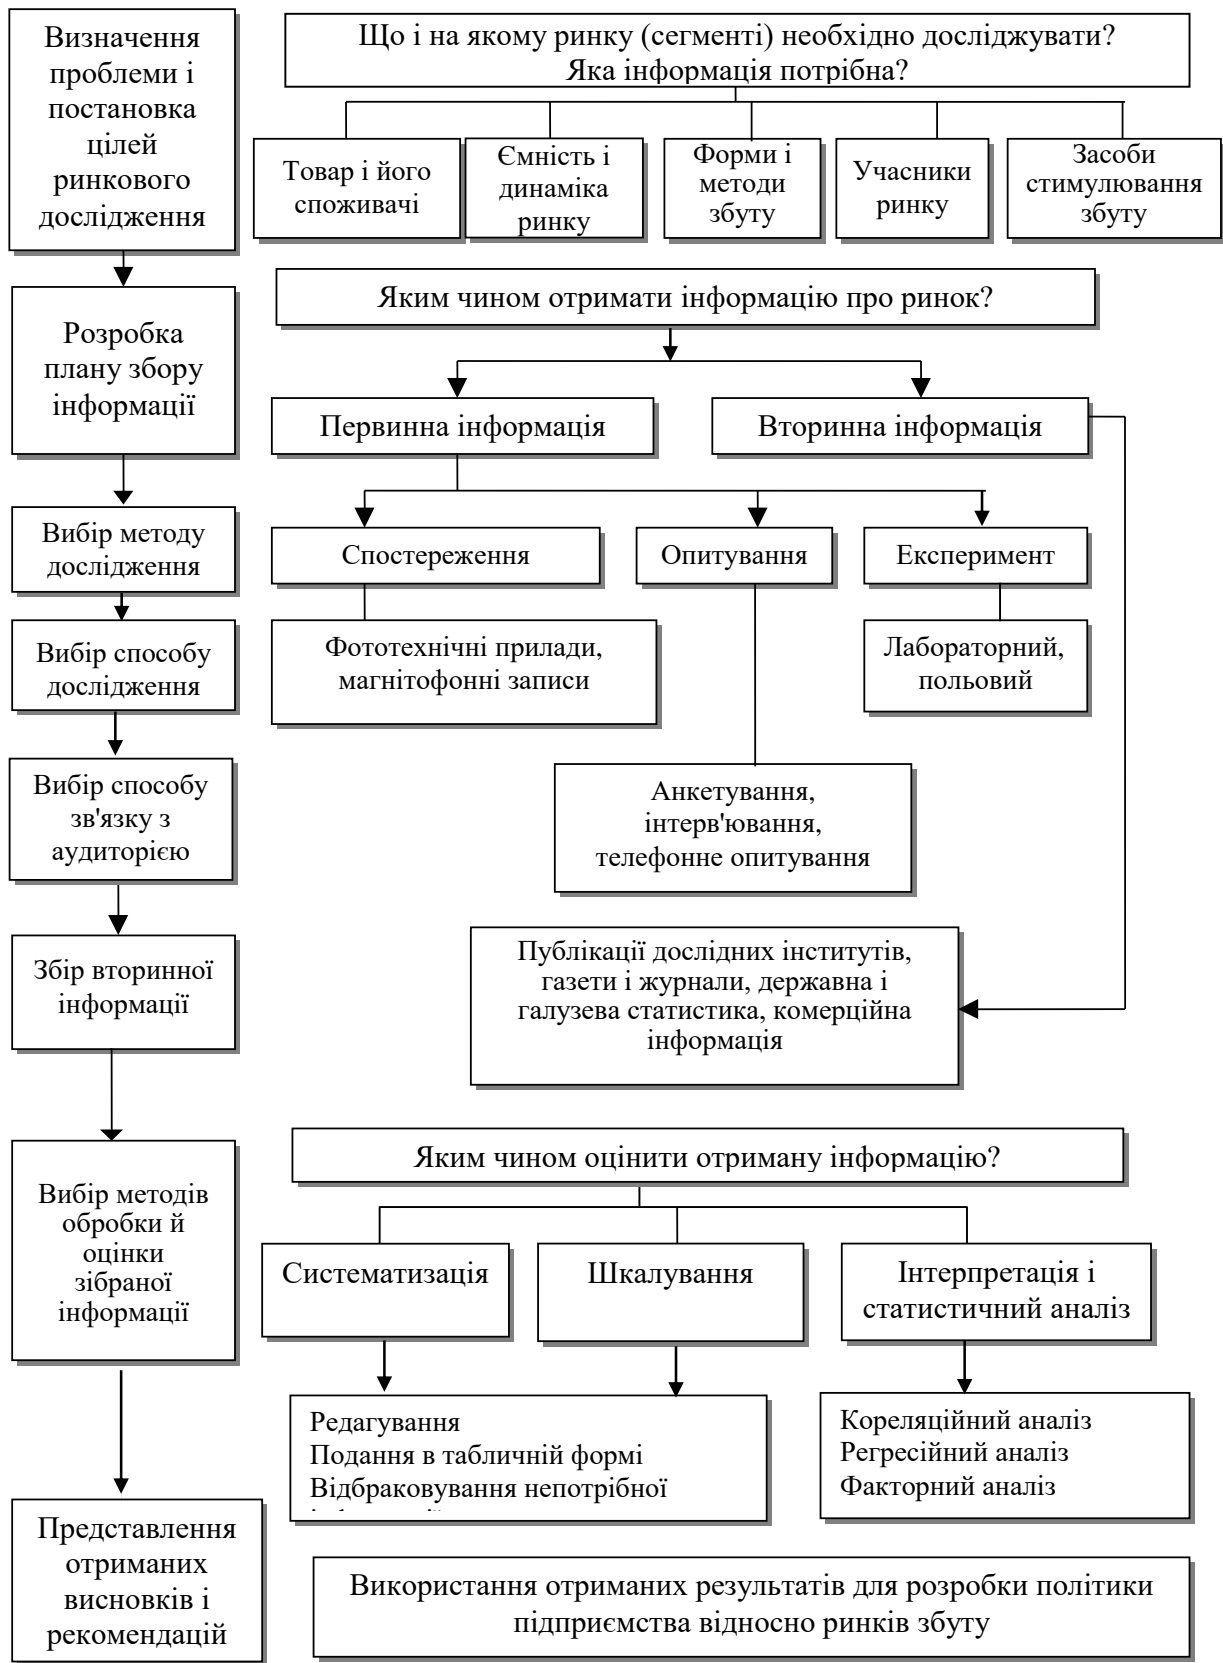 Визначення
проблеми і
постановка
цілей
ринкового
дослідження
Що і на якому ринку (сегменті) необхідно досліджувати?
Яка інформація потрібна?
Товар і його
споживачі
Ємність і
динаміка
ринку
Форми і
методи
збуту
Учасники
ринку
Засоби
стимулювання
збуту
Розробка
плану збору
інформації
Яким чином отримати інформацію про ринок?
Первинна інформація
Вторинна інформація
Вибір методу
дослідження
Спостереження
Опитування
Експеримент
Вибір способу
дослідження
Фототехнічні прилади,
магнітофонні записи
Лабораторний,
польовий
Вибір способу
зв'язку з
аудиторією
Анкетування,
інтерв'ювання,
телефонне опитування
Збір вторинної
інформації
Публікації дослідних інститутів,
газети і журнали, державна і
галузева статистика, комерційна
інформація
Вибір методів
обробки й
оцінки
зібраної
інформації
Яким чином оцінити отриману інформацію?
Систематизація
Шкалування
Інтерпретація і
статистичний аналіз
Редагування
Подання в табличній формі
Відбраковування непотрібної
Кореляційний аналіз
Регресійний аналіз
Факторний аналіз
Представлення
отриманих
висновків і
рекомендацій
Використання отриманих результатів для розробки політики
підприємства відносно ринків збуту